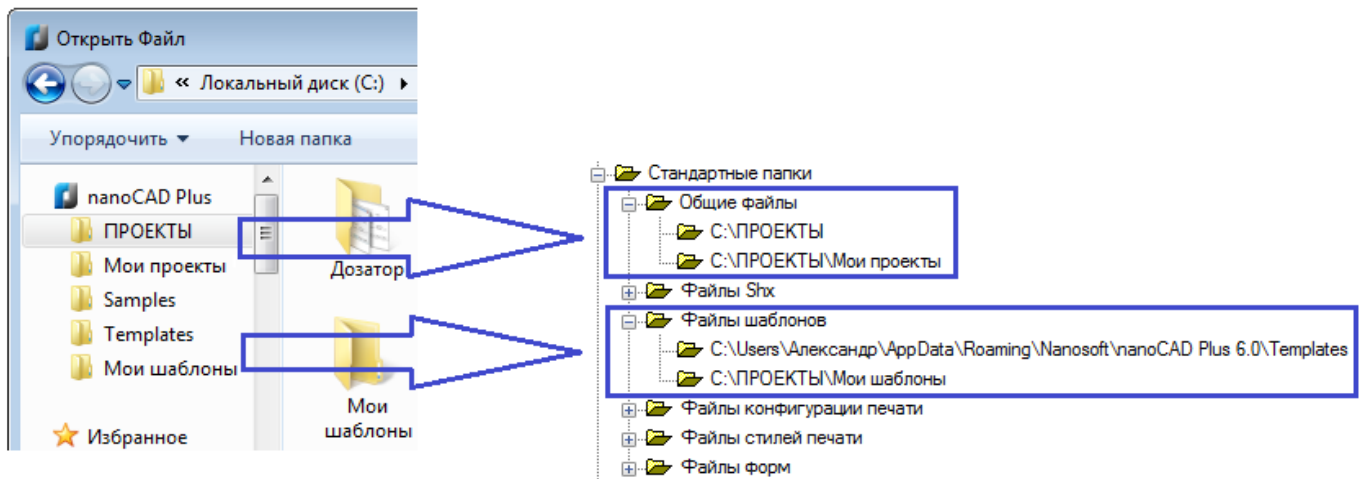 Открыть Файл
« Локальный диск (C:)
Упорядочить Новая папка
nanoCAD Plus
ПРОЕКТЫ
Мои проекты
Samples
Templates
Мои шаблоны
Избранное
Дозатор
Мои
шаблоны
Стандартные папки
Общие файлы
C:\ПРОЕКТЫ
C:\ПРОЕКТЫ\Мои проекты
Файлы Shx
Файлы шаблонов
C:\Users\Александр\AppData\Roaming\Nanosoft\nanoCAD Plus 6.0\Templates
C:\ПРОЕКТЫ\Мои шаблоны
Файлы конфигурации печати
Файлы стилей печати
Файлы форм